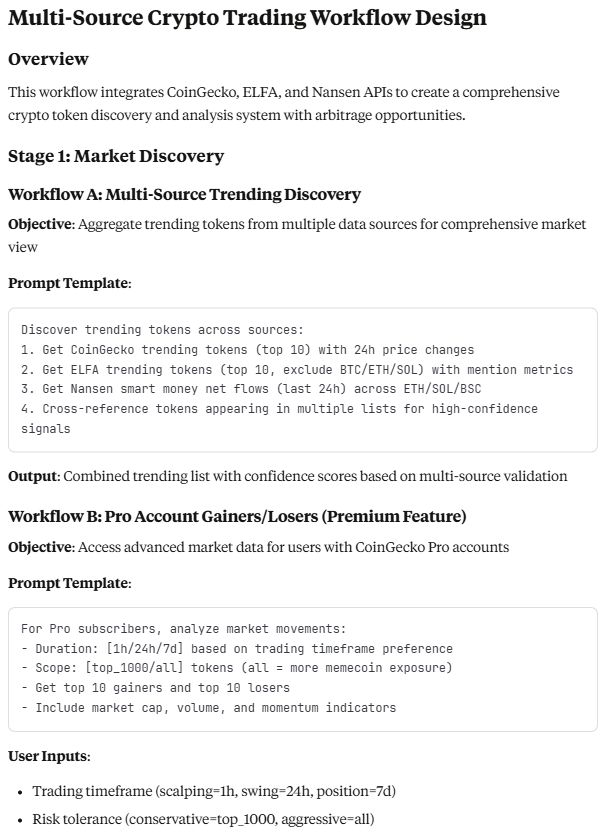 Multi-Source Crypto Trading Workflow Design
Overview
This workflow integrates CoinGecko, ELFA, and Nansen APIs to create a comprehensive
crypto token discovery and analysis system with arbitrage opportunities.
Stage 1: Market Discovery
Workflow A: Multi-Source Trending Discovery
Objective: Aggregate trending tokens from multiple data sources for comprehensive market
view
Prompt Template:
Discover trending tokens across sources:
1. Get CoinGecko trending tokens (top 10) with 24h price changes
2. Get ELFA trending tokens (top 10, exclude BTC/ETH/SOL) with mention metrics
3. Get Nansen smart money net flows (last 24h) across ETH/SOL/BSC
4. Cross-reference tokens appearing in multiple lists for high-confidence
signals
Output: Combined trending list with confidence scores based on multi-source validation
Workflow B: Pro Account Gainers/Losers (Premium Feature)
Objective: Access advanced market data for users with CoinGecko Pro accounts
Prompt Template:
For Pro subscribers, analyze market movements:
- Duration: [1h/24h/7d] based on trading timeframe preference
- Scope: [top_1000/all] tokens (all = more memecoin exposure)
- Get top 10 gainers and top 10 losers
- Include market cap, volume, and momentum indicators
User Inputs:
• Trading timeframe (scalping=1h, swing=24h, position=7d)
• Risk tolerance (conservative=top_1000, aggressive=all)